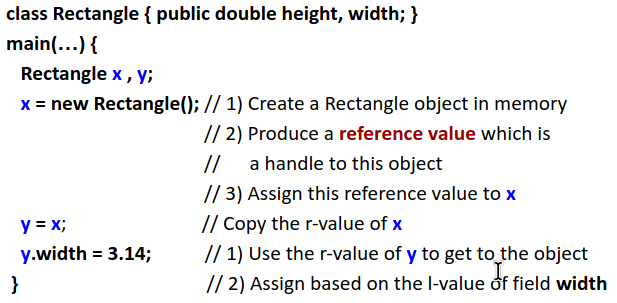 class Rectangle { public double height, width; }
main(…) {
Rectangle x , y;
x = new Rectangle(); // 1) Create a Rectangle object in memory
// 2) Produce a reference value which is
// a handle to this object
// 3) Assign this reference value to x
y = x; // Copy the r-value of x
y.width = 3.14; // 1) Use the r-value of y to get to the object
} // 2) Assign based on the l-value of field width